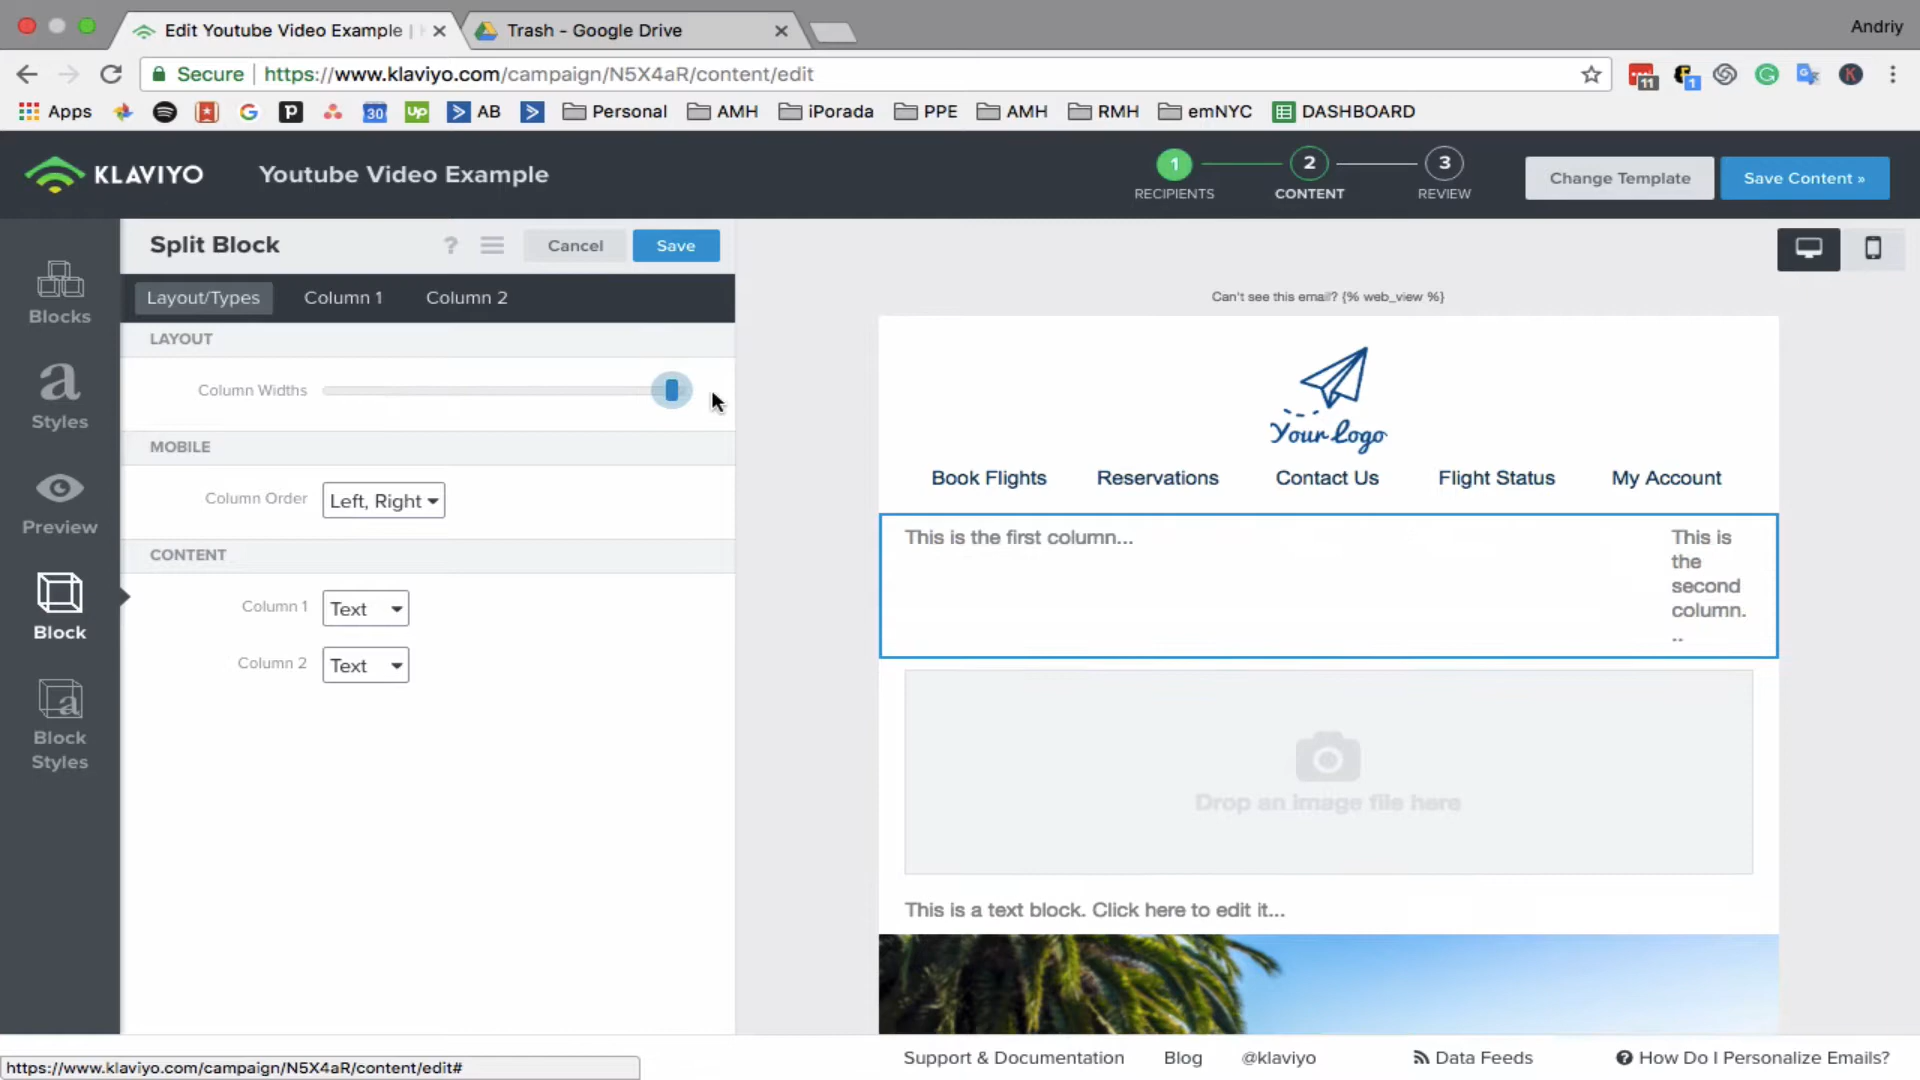 Edit Youtube Video Example |
Trash - Google Drive
Andriy
Secure
https://www.klaviyo.com/campaign/N5X4aR/content/edit
11
1
K
Apps
G
30
up
AB
Personal
AMH
iPorada
PPE
AMH
RMH
emNYC
DASHBOARD
KLAVIYO
Youtube Video Example
1
RECIPIENTS
2
CONTENT
3
REVIEW
Change Template
Save Content »
Blocks
a
Styles
Preview
Block
a
Block
Styles
Split Block
?
Cancel
Save
Layout/Types
Column 1
Column 2
LAYOUT
Column Widths
MOBILE
Column Order
Left, Right
CONTENT
Column 1
Text
Column 2
Text
Can't see this email? {% web_view %}
Your Logo
Book Flights
Reservations
Contact Us
Flight Status
My Account
This is the first column...
This is
the
second
column.
..
Drop an image file here
This is a text block. Click here to edit it...
https://www.klaviyo.com/campaign/N5X4aR/content/edit#
Support & Documentation
Blog
@klaviyo
Data Feeds
How Do I Personalize Emails?